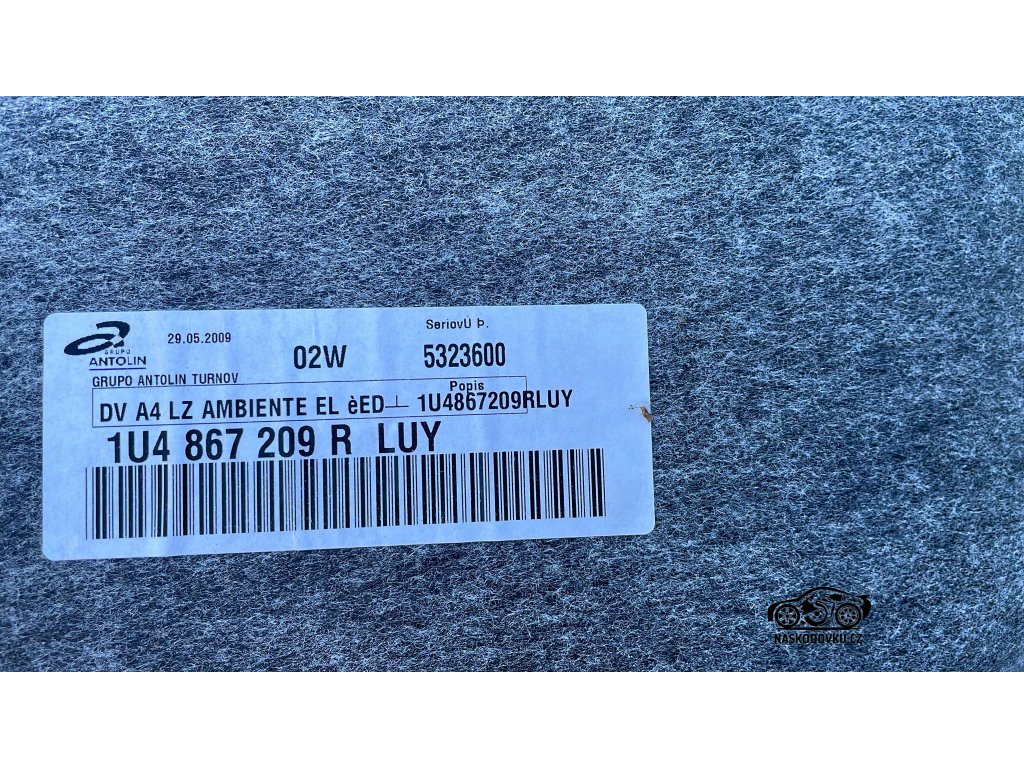 GRUPO
ANTOLIN
29.05.2009
SeriovÚ Þ.
02W
5323600
GRUPO ANTOLIN TURNOV
Popis
DV A4 LZ AMBIENTE EL èED┴ 1U4867209RLUY
1U4 867 209 R LUY
NASKODOVKU.CZ